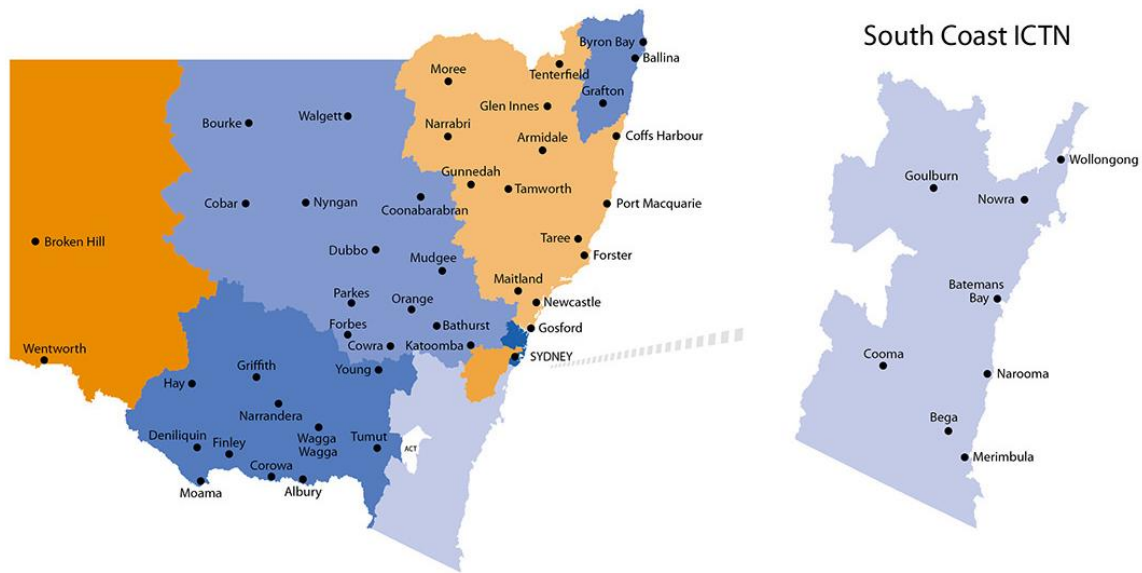 South Coast ICTN
Byron Bay
Ballina
Tenterfield
Moree
Grafton
Glen Innes
Walgett
Bourke
Narrabri
Coffs Harbour
Armidale
Gunnedah
Tamworth
Cobar
Nyngan
Coonabarabran
Port Macquarie
Broken Hill
Taree
Dubbo
Forster
Mudgee
Maitland
Parkes
Orange
Newcastle
Forbes
Bathurst
Gosford
Cowra
Katoomba
SYDNEY
Wentworth
Griffith
Young
Hay
Narrandera
Deniliquin
Finley
Wagga
Wagga
Tumut
ACT
Corowa
Moama
Albury
Wollongong
Goulburn
Nowra
Batemans
Bay
Cooma
Narooma
Bega
Merimbula